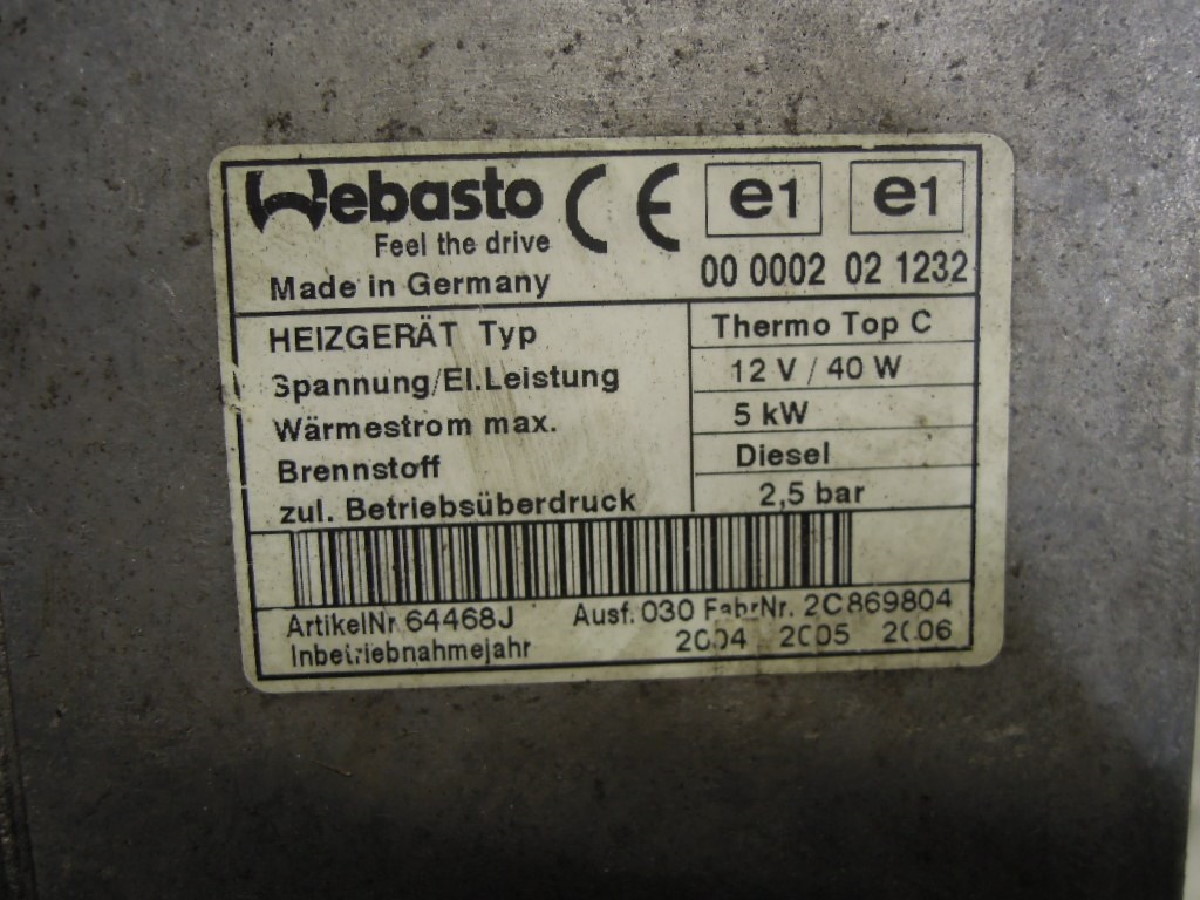 Webasto
Feel the drive
Made in Germany
CE e1 e1
00 0002 02 1232
HEIZGERÄT Typ Thermo Top C
Spannung/El.Leistung 12 V / 40 W
Wärmestrom max. 5 kW
Brennstoff Diesel
zul. Betriebsüberdruck 2,5 bar
ArtikelNr. 64468J Ausf. 030 FabrNr. 2C869804
Inbetriebnahmejahr 2004 2005 2006